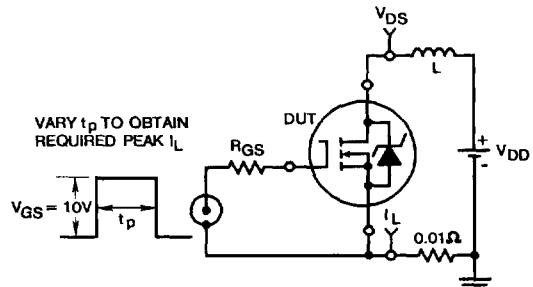 V_DS
L
VARY t_p TO OBTAIN
REQUIRED PEAK I_L
DUT
R_GS
+
V_DD
-
V_GS = 10V
t_p
I_L
0.01Ω